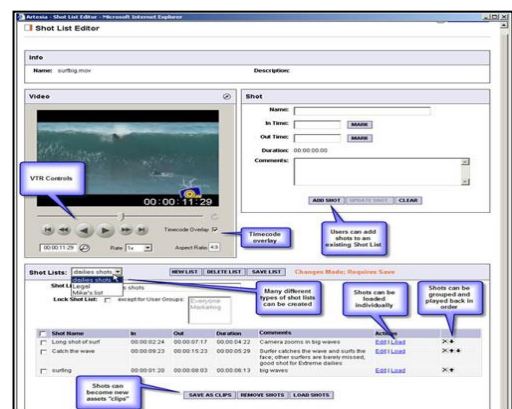 Artesia - Shot List Editor - Microsoft Internet Explorer
Shot List Editor
Info
Name: surfbig.mov
Description:
Video
Shot
Name:
In Time:
MARK
Out Time:
MARK
Duration: 00:00:00:00
Comments:
00:00:11:29
VTR Controls
Timecode Overlay
00:00:11:29
Rate 1x
Aspect Ratio 4:3
Timecode overlay
ADD SHOT UPDATE SHOT CLEAR
Users can add shots to an existing Shot List
Shot Lists: dailies shots
NEW LIST DELETE LIST SAVE LIST
Changes Made; Requires Save
dailies shots
Legal
Mike's list
Shot Li
s shots
Lock Shot List:
except for User Groups:
Everyone
Marketing
Many different types of shot lists can be created
Shots can be loaded individually
Shots can be grouped and played back in order
Shot Name In Out Duration Comments Actions
Long shot of surf 00:00:02:24 00:00:07:17 00:00:04:22 Camera zooms in big waves Edit | Load
Catch the wave 00:00:09:23 00:00:15:23 00:00:05:29 Surfer catches the wave and surfs the face; other surfers are barely missed, good shot for Extreme dailies Edit | Load
surfing 00:00:01:20 00:00:08:03 00:00:06:13 big waves Edit | Load
Shots can become new assets "clips"
SAVE AS CLIPS REMOVE SHOTS LOAD SHOTS